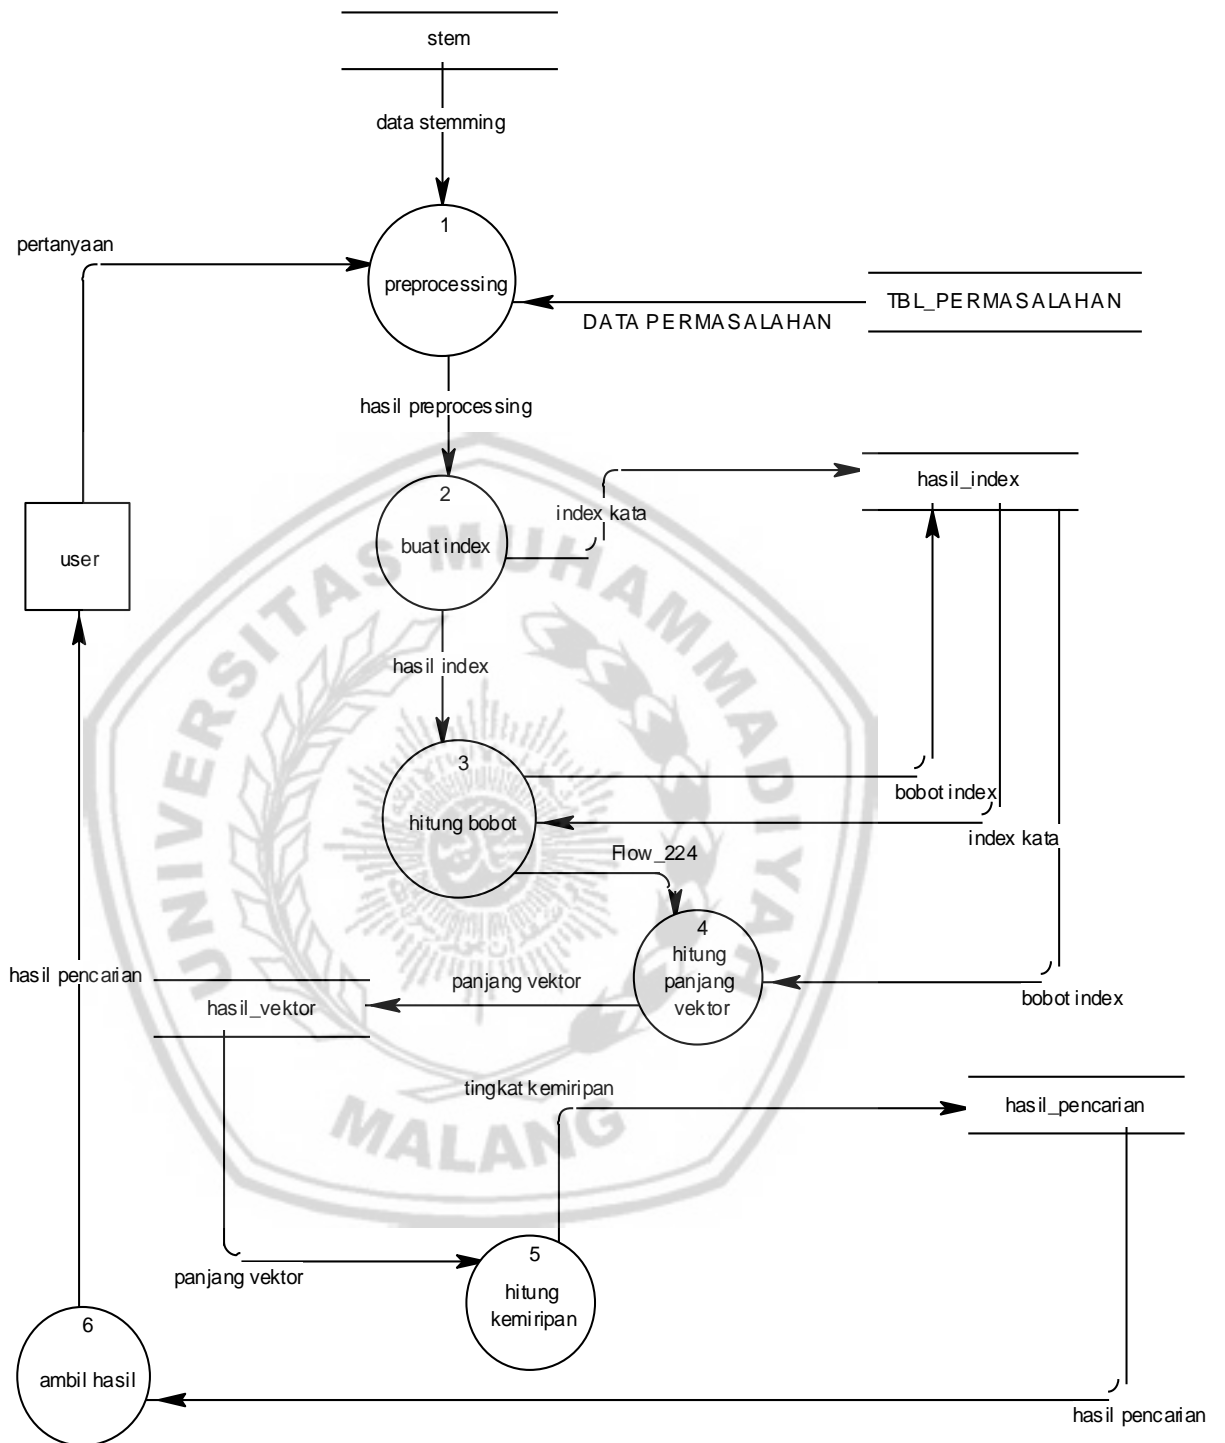 stem
data stemming
1
pertanyaan
preprocessing
TBL_PERMASALAHAN
DATA PERMASALAHAN
hasil preprocessing
hasil_index
2
index kata
buat index
user
UNIVERSITAS MUHAMMADIYAH
hasil index
3
bobot index
hitung bobot
index kata
Flow_224
4
hitung
panjang
vektor
hasil pencarian
panjang vektor
bobot index
hasil_vektor
tingkat kemiripan
hasil_pencarian
MALANG
5
panjang vektor
hitung
kemiripan
6
ambil hasil
hasil pencarian